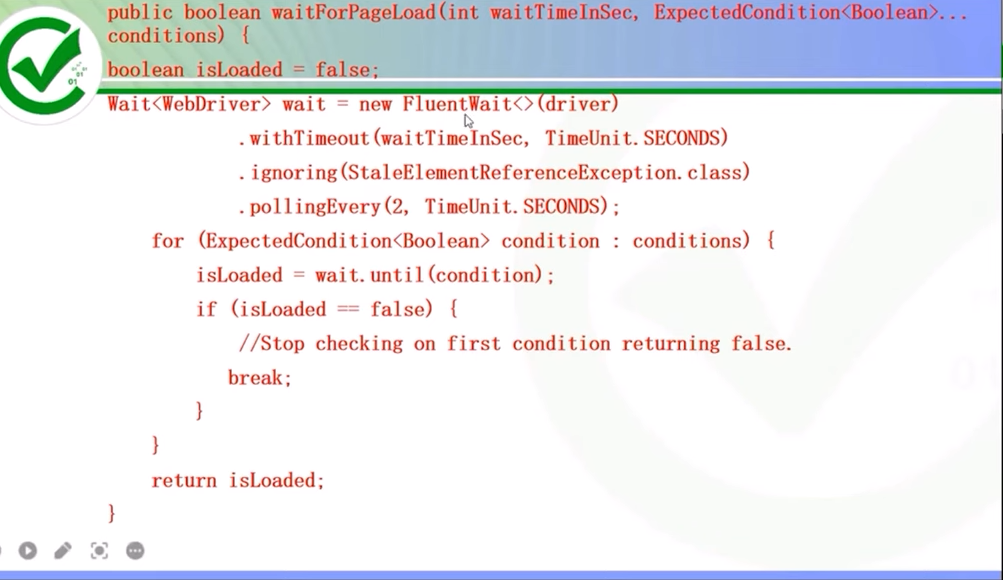 public boolean waitForPageLoad(int waitTimeInSec, ExpectedCondition<Boolean>...
conditions) {
boolean isLoaded = false;
Wait<WebDriver> wait = new FluentWait<>(driver)
.withTimeout(waitTimeInSec, TimeUnit.SECONDS)
.ignoring(StaleElementReferenceException.class)
.pollingEvery(2, TimeUnit.SECONDS);
for (ExpectedCondition<Boolean> condition : conditions) {
isLoaded = wait.until(condition);
if (isLoaded == false) {
//Stop checking on first condition returning false.
break;
}
}
return isLoaded;
}